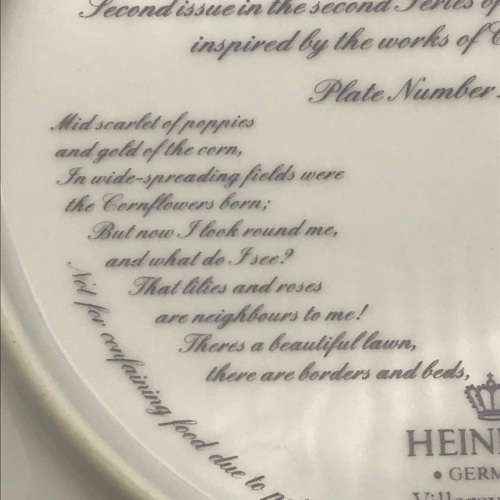 Second issue in the second Series of
inspired by the works of
Plate Number
Mid scarlet of poppies
and gold of the corn,
In wide-spreading fields were
the Cornflowers born;
But now I look round me,
and what do I see?
That lilies and roses
are neighbours to me!
Theres a beautiful lawn,
there are borders and beds,
Not for containing food due to
HEIN
• GERM